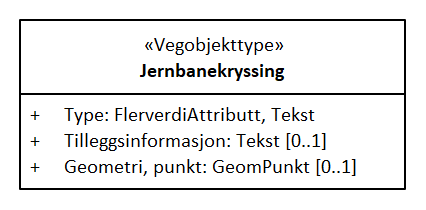 «Vegobjekttype»
Jernbanekryssing
+ Type: FlerverdiAttributt, Tekst
+ Tilleggsinformasjon: Tekst [0..1]
+ Geometri, punkt: GeomPunkt [0..1]